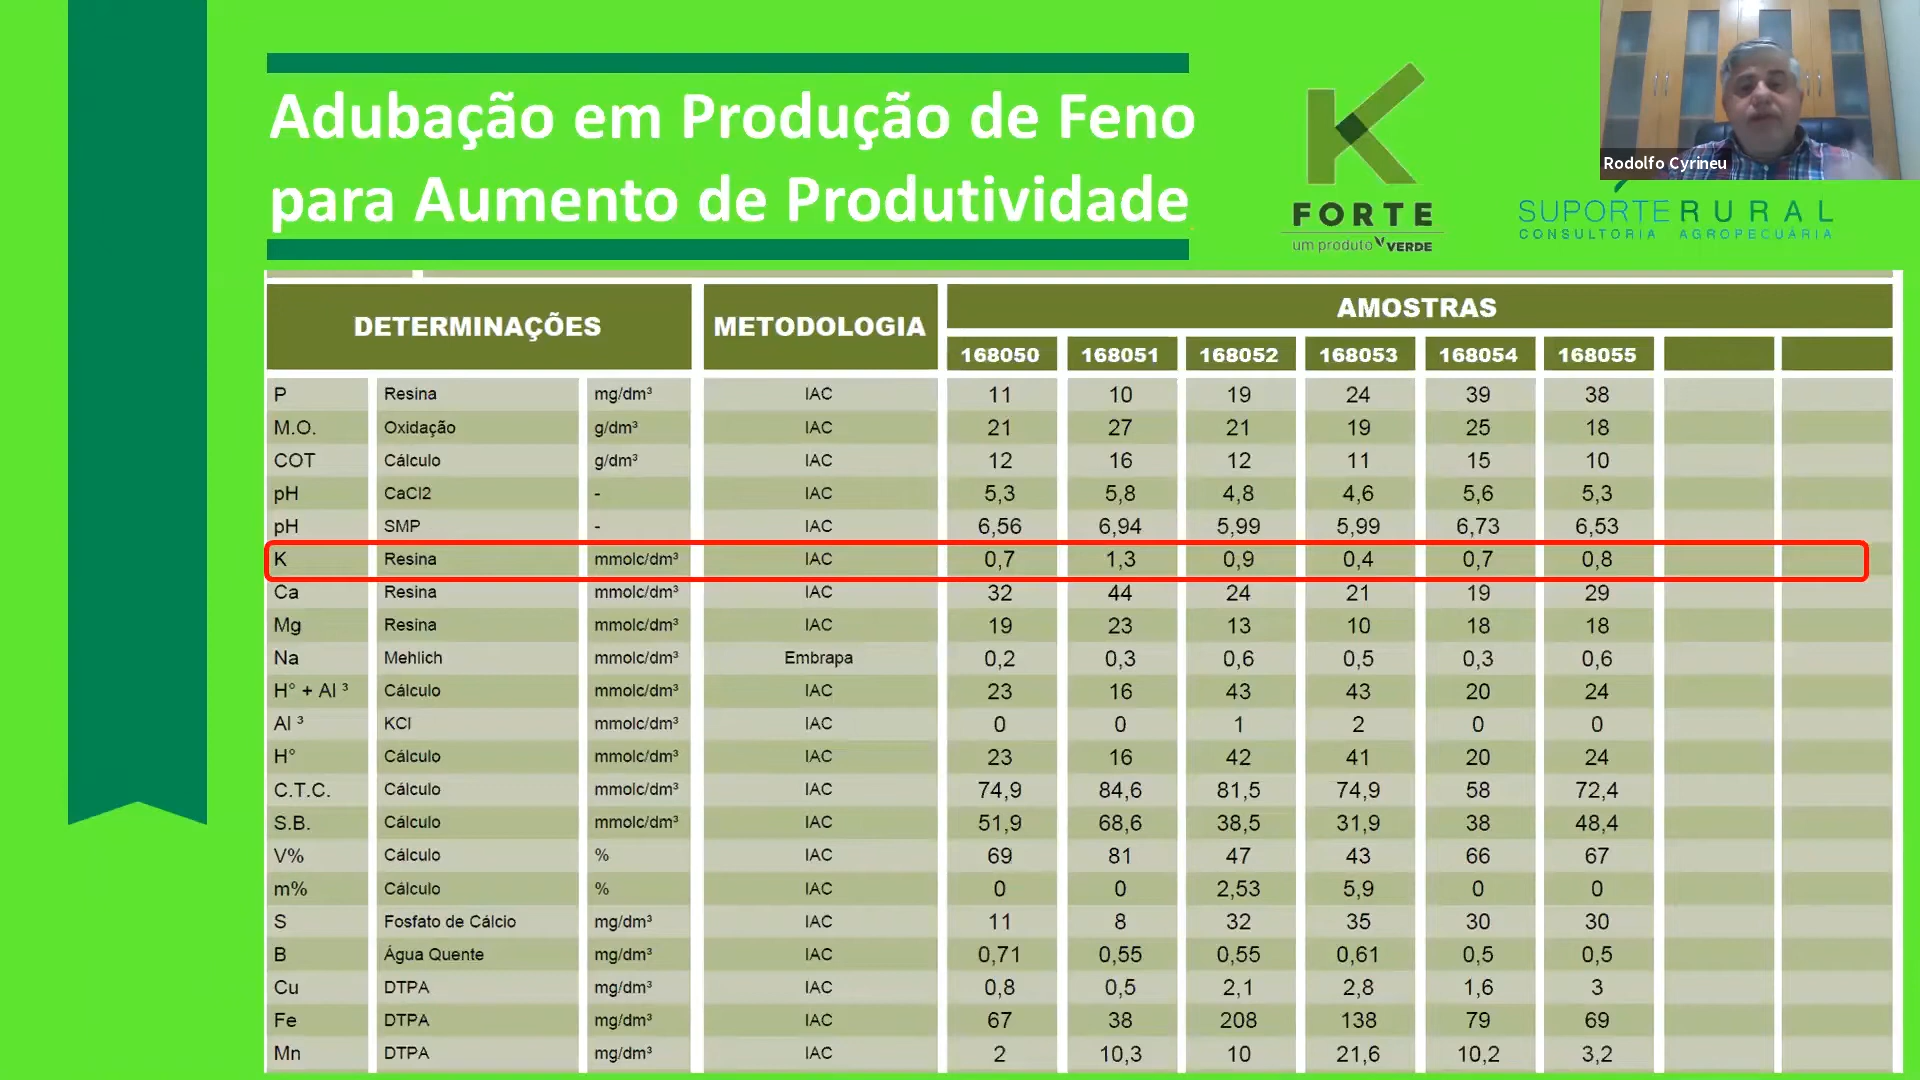 Adubação em Produção de Feno
para Aumento de Produtividade
K
FORTE
um produto VERDE
Rodolfo Cyrineu
SUPORTERURAL
CONSULTORIA AGROPECUÁRIA
DETERMINAÇÕES METODOLOGIA AMOSTRAS
168050 168051 168052 168053 168054 168055
P Resina mg/dm³ IAC 11 10 19 24 39 38
M.O. Oxidação g/dm³ IAC 21 27 21 19 25 18
COT Cálculo g/dm³ IAC 12 16 12 11 15 10
pH CaCl2 - IAC 5,3 5,8 4,8 4,6 5,6 5,3
pH SMP - IAC 6,56 6,94 5,99 5,99 6,73 6,53
K Resina mmolc/dm³ IAC 0,7 1,3 0,9 0,4 0,7 0,8
Ca Resina mmolc/dm³ IAC 32 44 24 21 19 29
Mg Resina mmolc/dm³ IAC 19 23 13 10 18 18
Na Mehlich mmolc/dm³ Embrapa 0,2 0,3 0,6 0,5 0,3 0,6
H° + Al ³ Cálculo mmolc/dm³ IAC 23 16 43 43 20 24
Al ³ KCl mmolc/dm³ IAC 0 0 1 2 0 0
H° Cálculo mmolc/dm³ IAC 23 16 42 41 20 24
C.T.C. Cálculo mmolc/dm³ IAC 74,9 84,6 81,5 74,9 58 72,4
S.B. Cálculo mmolc/dm³ IAC 51,9 68,6 38,5 31,9 38 48,4
V% Cálculo % IAC 69 81 47 43 66 67
m% Cálculo % IAC 0 0 2,53 5,9 0 0
S Fosfato de Cálcio mg/dm³ IAC 11 8 32 35 30 30
B Água Quente mg/dm³ IAC 0,71 0,55 0,55 0,61 0,5 0,5
Cu DTPA mg/dm³ IAC 0,8 0,5 2,1 2,8 1,6 3
Fe DTPA mg/dm³ IAC 67 38 208 138 79 69
Mn DTPA mg/dm³ IAC 2 10,3 10 21,6 10,2 3,2